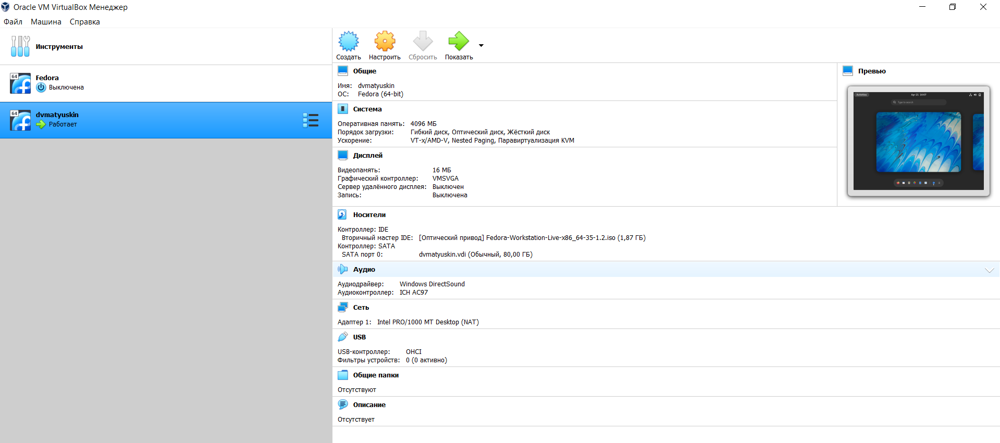 Oracle VM VirtualBox Менеджер
Файл Машина Справка
Инструменты
64
Fedora
Выключена
64
dvmatyuskin
Работает
Создать Настроить Сбросить Показать
Общие
Имя: dvmatyuskin
ОС: Fedora (64-bit)
Система
Оперативная память: 4096 МБ
Порядок загрузки: Гибкий диск, Оптический диск, Жёсткий диск
Ускорение: VT-x/AMD-V, Nested Paging, Паравиртуализация KVM
Дисплей
Видеопамять: 16 МБ
Графический контроллер: VMSVGA
Сервер удалённого дисплея: Выключен
Запись: Выключена
Превью
Activities Apr 21 16:07
Type to search
Носители
Контроллер: IDE
Вторичный мастер IDE: [Оптический привод] Fedora-Workstation-Live-x86_64-35-1.2.iso (1,87 ГБ)
Контроллер: SATA
SATA порт 0: dvmatyuskin.vdi (Обычный, 80,00 ГБ)
Аудио
Аудиодрайвер: Windows DirectSound
Аудиоконтроллер: ICH AC97
Сеть
Адаптер 1: Intel PRO/1000 MT Desktop (NAT)
USB
USB-контроллер: OHCI
Фильтры устройств: 0 (0 активно)
Общие папки
Отсутствуют
Описание
Отсутствует